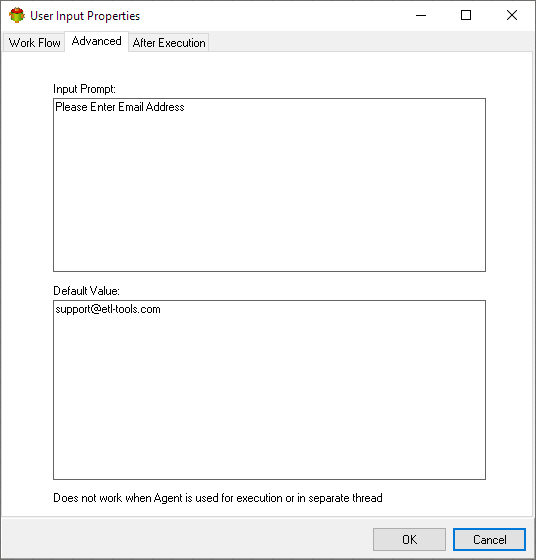 User Input Properties
Work Flow Advanced After Execution
Input Prompt:
Please Enter Email Address
Default Value:
support@etl-tools.com
Does not work when Agent is used for execution or in separate thread
OK Cancel